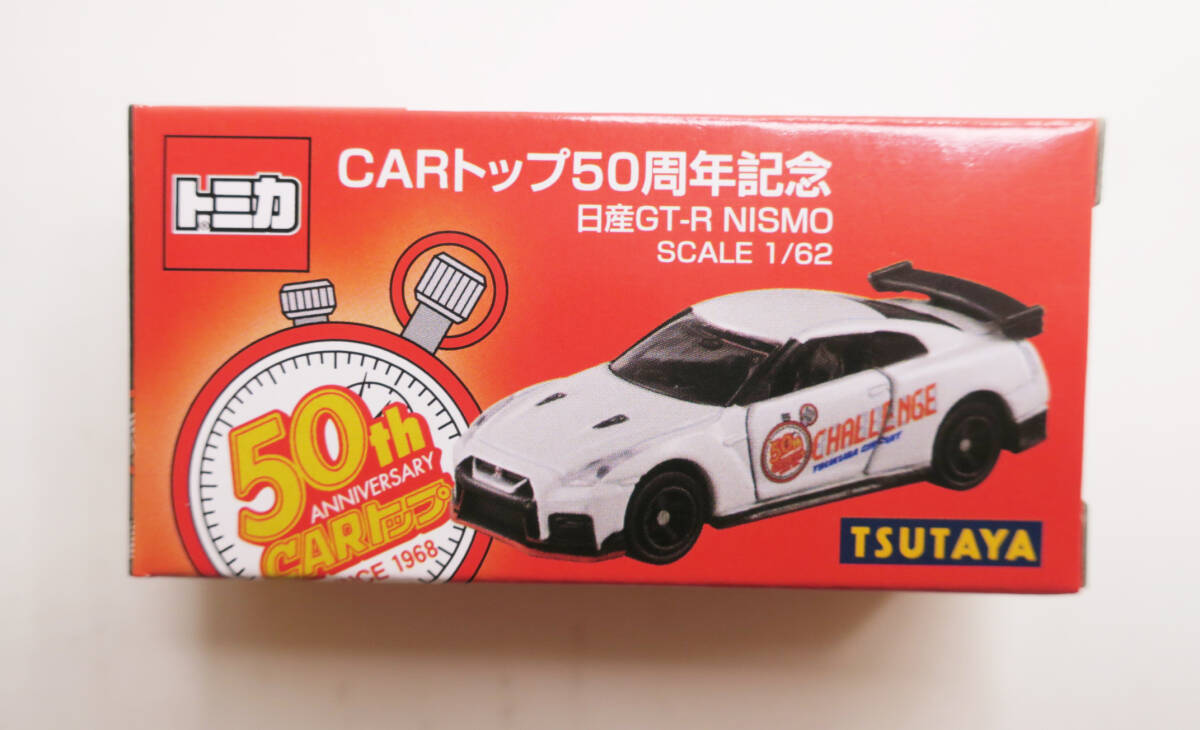 トミカ
CARトップ50周年記念
日産GT-R NISMO
SCALE 1/62
50th
ANNIVERSARY
CARトップ
1968
CHALLENGE
TSUKUBA CIRCUIT
TSUTAYA